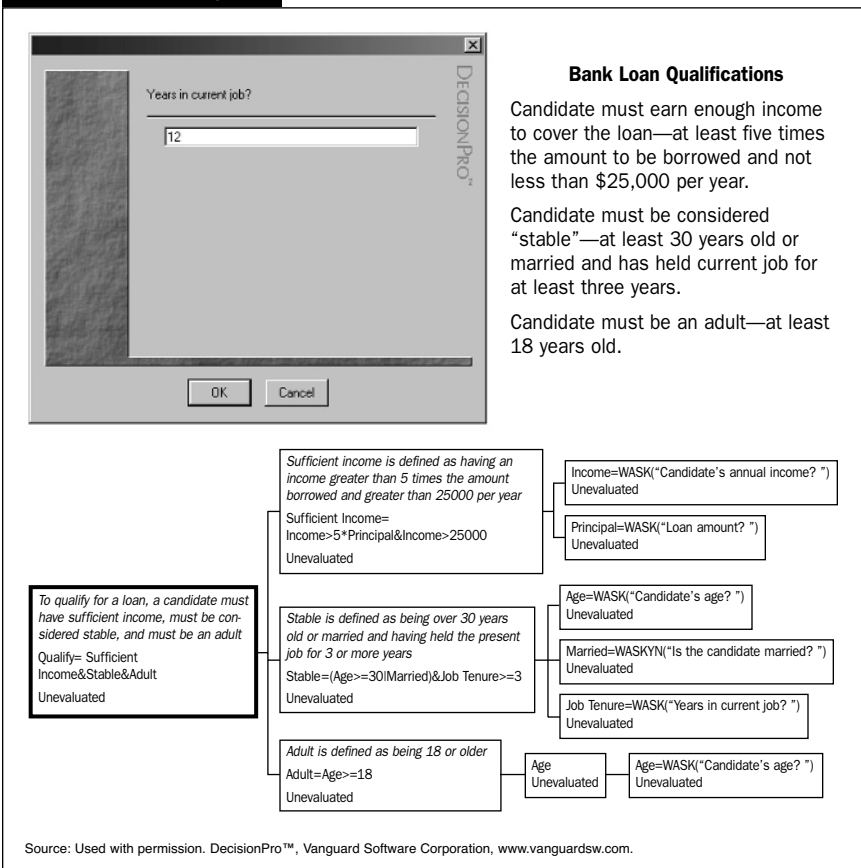 Years in current job?
12
DECISIONPRO™
OK
Cancel
Bank Loan Qualifications
Candidate must earn enough income
to cover the loan—at least five times
the amount to be borrowed and not
less than $25,000 per year.
Candidate must be considered
“stable”—at least 30 years old or
married and has held current job for
at least three years.
Candidate must be an adult—at least
18 years old.
To qualify for a loan, a candidate must
have sufficient income, must be con-
sidered stable, and must be an adult
Qualify= Sufficient
Income&Stable&Adult
Unevaluated
Sufficient income is defined as having an
income greater than 5 times the amount
borrowed and greater than 25000 per year
Sufficient Income=
Income>5*Principal&Income>25000
Unevaluated
Income=WASK(“Candidate’s annual income? ”)
Unevaluated
Principal=WASK(“Loan amount? ”)
Unevaluated
Stable is defined as being over 30 years
old or married and having held the present
job for 3 or more years
Stable=(Age>=30|Married)&Job Tenure>=3
Unevaluated
Age=WASK(“Candidate’s age? ”)
Unevaluated
Married=WASKYN(“Is the candidate married? ”)
Unevaluated
Job Tenure=WASK(“Years in current job? ”)
Unevaluated
Adult is defined as being 18 or older
Adult=Age>=18
Unevaluated
Age
Unevaluated
Age=WASK(“Candidate’s age? ”)
Unevaluated
Source: Used with permission. DecisionPro™, Vanguard Software Corporation, www.vanguardsw.com.